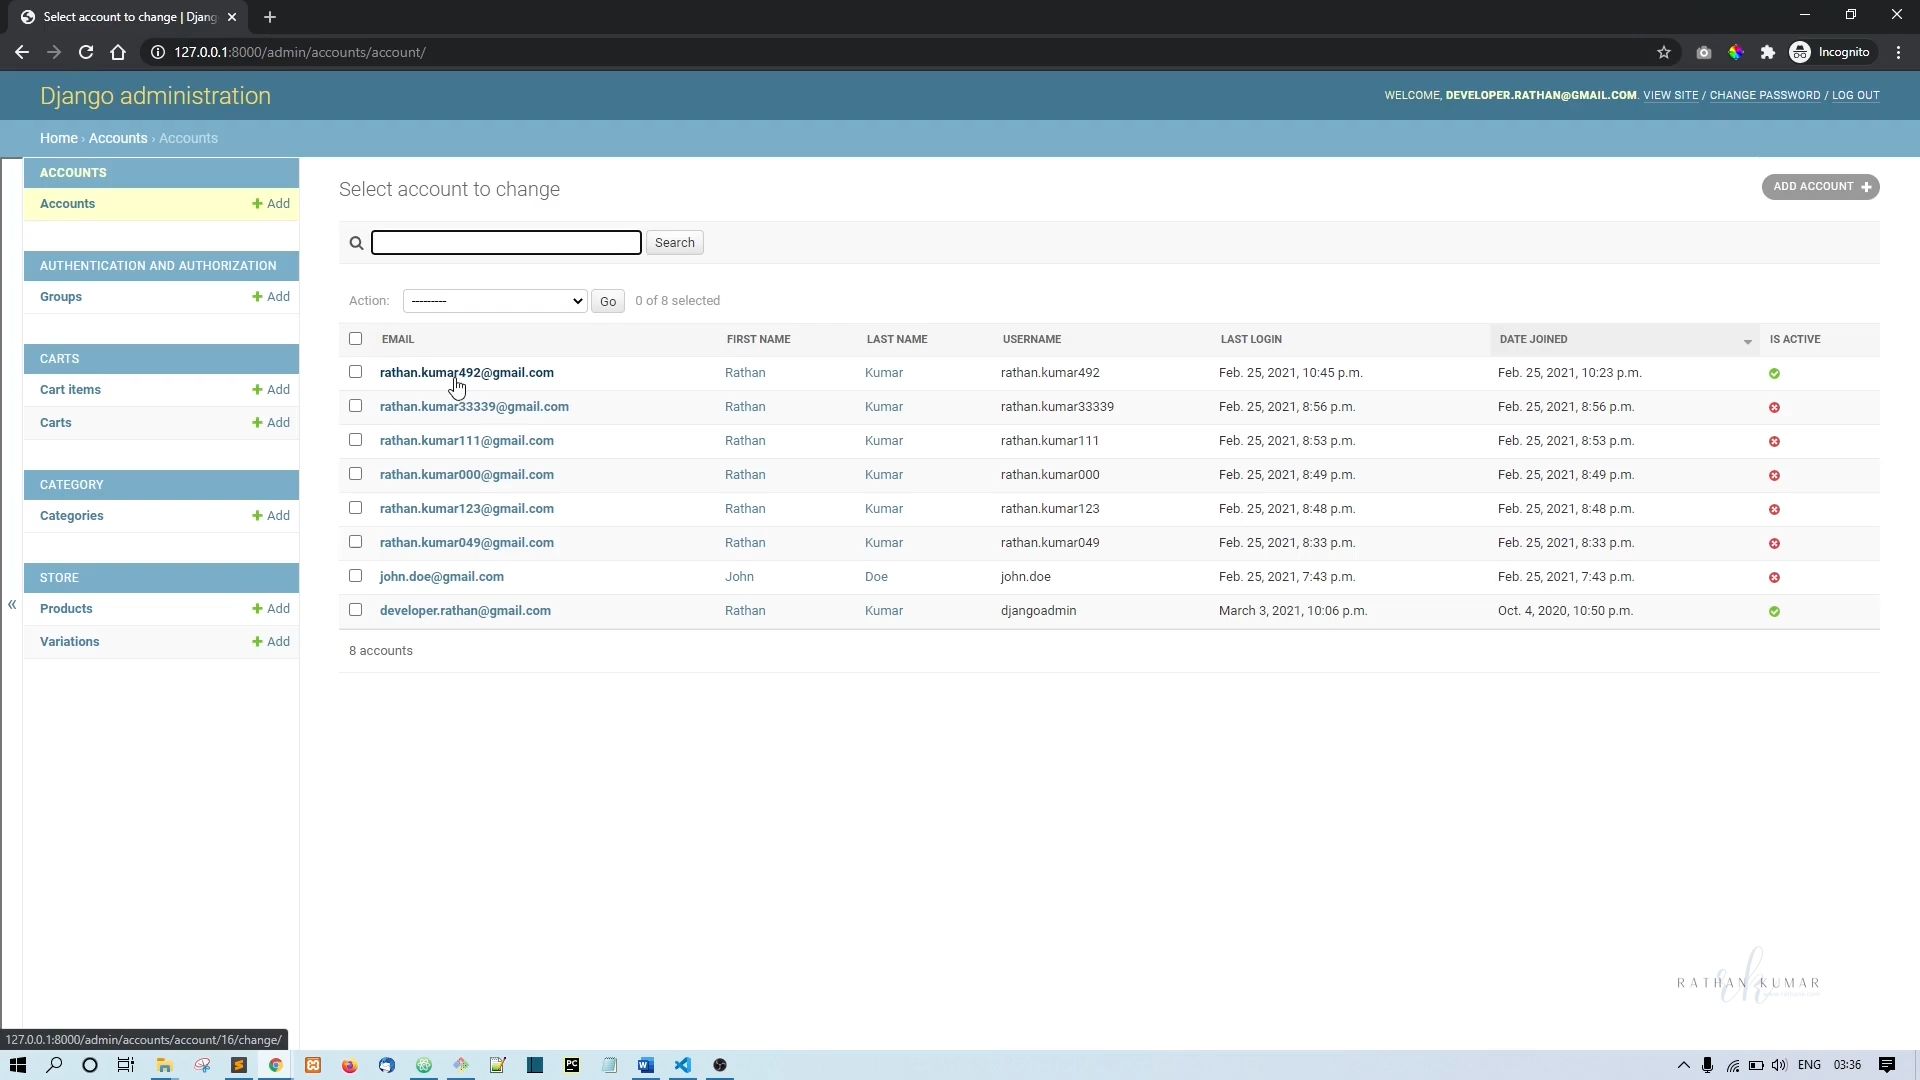 Select account to change | Djang
127.0.0.1:8000/admin/accounts/account/
Incognito
Django administration
WELCOME, DEVELOPER.RATHAN@GMAIL.COM. VIEW SITE / CHANGE PASSWORD / LOG OUT
Home › Accounts › Accounts
ACCOUNTS
Accounts Add
AUTHENTICATION AND AUTHORIZATION
Groups Add
CARTS
Cart items Add
Carts Add
CATEGORY
Categories Add
STORE
Products Add
Variations Add
«
Select account to change
ADD ACCOUNT
Search
Action: --------- Go 0 of 8 selected
EMAIL FIRST NAME LAST NAME USERNAME LAST LOGIN DATE JOINED IS ACTIVE
rathan.kumar492@gmail.com Rathan Kumar rathan.kumar492 Feb. 25, 2021, 10:45 p.m. Feb. 25, 2021, 10:23 p.m.
rathan.kumar33339@gmail.com Rathan Kumar rathan.kumar33339 Feb. 25, 2021, 8:56 p.m. Feb. 25, 2021, 8:56 p.m.
rathan.kumar111@gmail.com Rathan Kumar rathan.kumar111 Feb. 25, 2021, 8:53 p.m. Feb. 25, 2021, 8:53 p.m.
rathan.kumar000@gmail.com Rathan Kumar rathan.kumar000 Feb. 25, 2021, 8:49 p.m. Feb. 25, 2021, 8:49 p.m.
rathan.kumar123@gmail.com Rathan Kumar rathan.kumar123 Feb. 25, 2021, 8:48 p.m. Feb. 25, 2021, 8:48 p.m.
rathan.kumar049@gmail.com Rathan Kumar rathan.kumar049 Feb. 25, 2021, 8:33 p.m. Feb. 25, 2021, 8:33 p.m.
john.doe@gmail.com John Doe john.doe Feb. 25, 2021, 7:43 p.m. Feb. 25, 2021, 7:43 p.m.
developer.rathan@gmail.com Rathan Kumar djangoadmin March 3, 2021, 10:06 p.m. Oct. 4, 2020, 10:50 p.m.
8 accounts
RATHAN KUMAR
127.0.0.1:8000/admin/accounts/account/16/change/
ENG 03:36